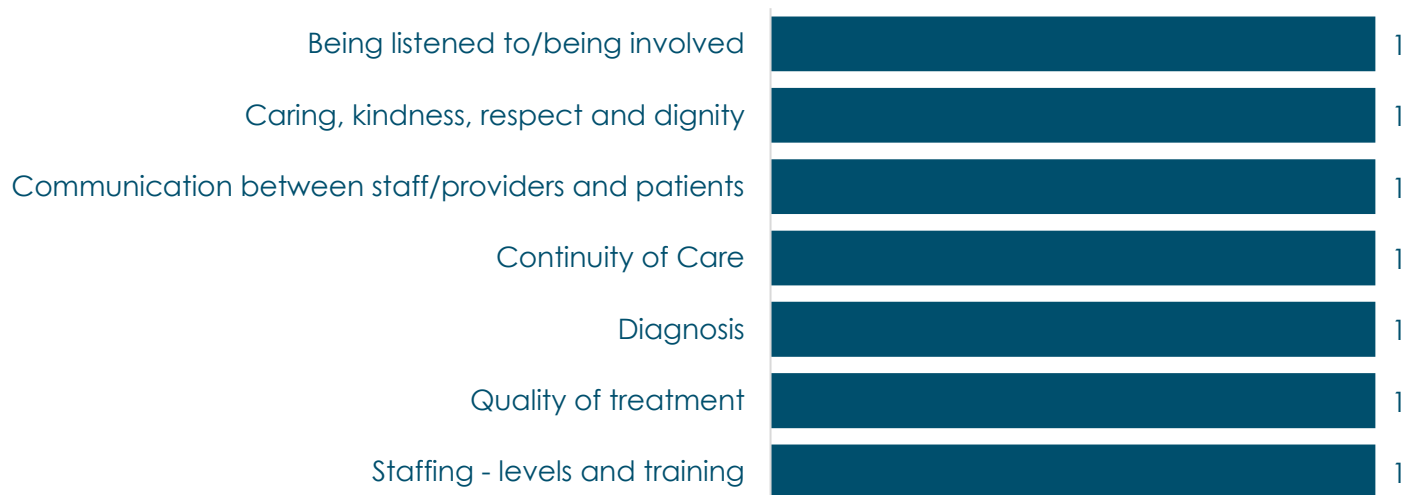 Being listened to/being involved 1
Caring, kindness, respect and dignity 1
Communication between staff/providers and patients 1
Continuity of Care 1
Diagnosis 1
Quality of treatment 1
Staffing - levels and training 1